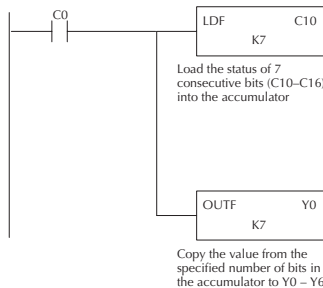 C0
LDF C10
K7
Load the status of 7
consecutive bits (C10–C16)
into the accumulator
OUTF Y0
K7
Copy the value from the
specified number of bits in
the accumulator to Y0 – Y6